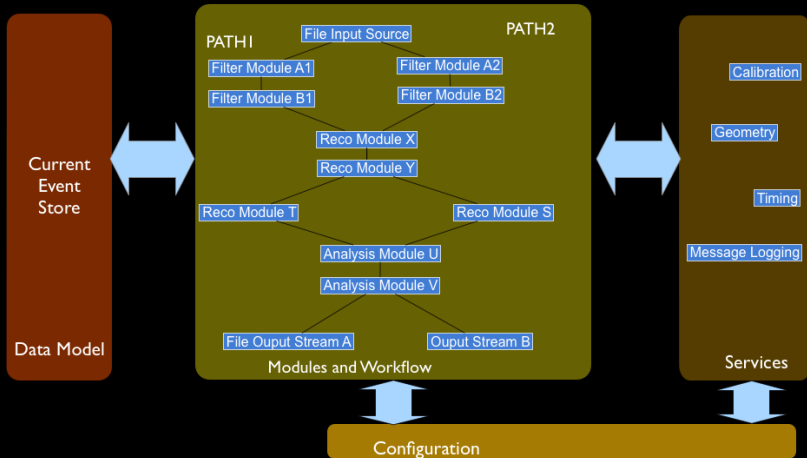 Current
Event
Store
Data Model
PATH1
PATH2
File Input Source
Filter Module A1
Filter Module A2
Filter Module B1
Filter Module B2
Reco Module X
Reco Module Y
Reco Module T
Reco Module S
Analysis Module U
Analysis Module V
File Ouput Stream A
Ouput Stream B
Modules and Workflow
Calibration
Geometry
Timing
Message Logging
Services
Configuration